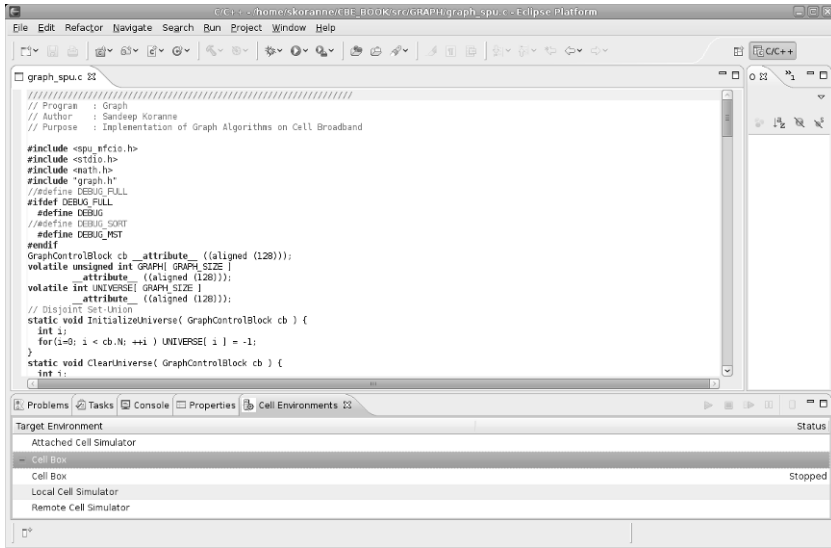 C/C++ - /home/skoranne/CBE_BOOK/src/GRAPH/graph_spu.c - Eclipse Platform
File Edit Refactor Navigate Search Run Project Window Help
C/C++
graph_spu.c
////////////////////////////////////////////////////////////////
// Program : Graph
// Author : Sandeep Koranne
// Purpose : Implementation of Graph Algorithms on Cell Broadband
#include <spu_mfcio.h>
#include <stdio.h>
#include <math.h>
#include "graph.h"
//#define DEBUG_FULL
#ifdef DEBUG_FULL
#define DEBUG
//#define DEBUG_SORT
#define DEBUG_MST
#endif
GraphControlBlock cb __attribute__ ((aligned (128)));
volatile unsigned int GRAPH[ GRAPH_SIZE ]
__attribute__ ((aligned (128)));
volatile int UNIVERSE[ GRAPH_SIZE ]
__attribute__ ((aligned (128)));
// Disjoint Set-Union
static void InitializeUniverse( GraphControlBlock cb ) {
int i;
for(i=0; i < cb.N; ++i ) UNIVERSE[ i ] = -1;
}
static void ClearUniverse( GraphControlBlock cb ) {
int i;
Problems Tasks Console Properties Cell Environments
Target Environment Status
Attached Cell Simulator
Cell Box
Cell Box Stopped
Local Cell Simulator
Remote Cell Simulator